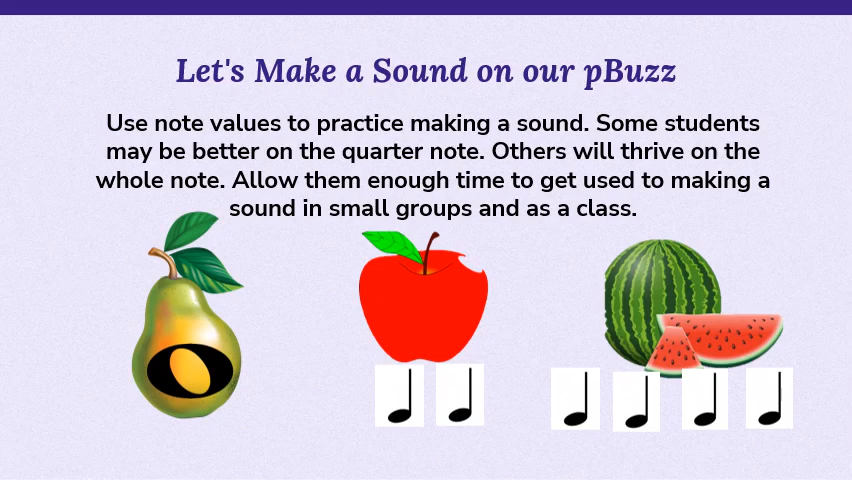 Let's Make a Sound on our pBuzz
Use note values to practice making a sound. Some students
may be better on the quarter note. Others will thrive on the
whole note. Allow them enough time to get used to making a
sound in small groups and as a class.